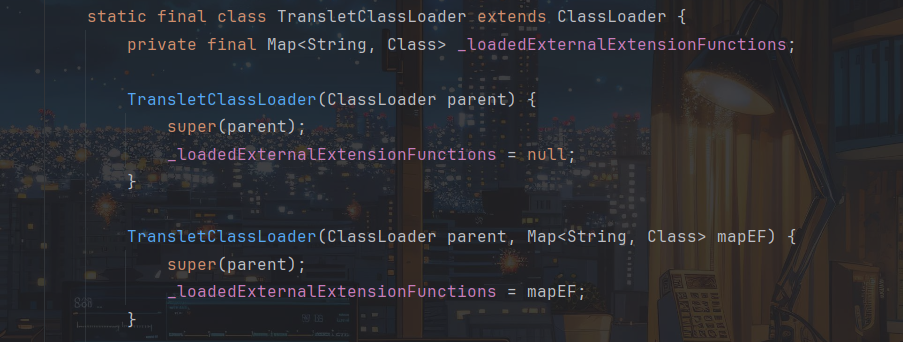 static final class TransletClassLoader extends ClassLoader {
    private final Map<String, Class> _loadedExternalExtensionFunctions;
    TransletClassLoader(ClassLoader parent) {
        super(parent);
        _loadedExternalExtensionFunctions = null;
    }
    TransletClassLoader(ClassLoader parent, Map<String, Class> mapEF) {
        super(parent);
        _loadedExternalExtensionFunctions = mapEF;
    }